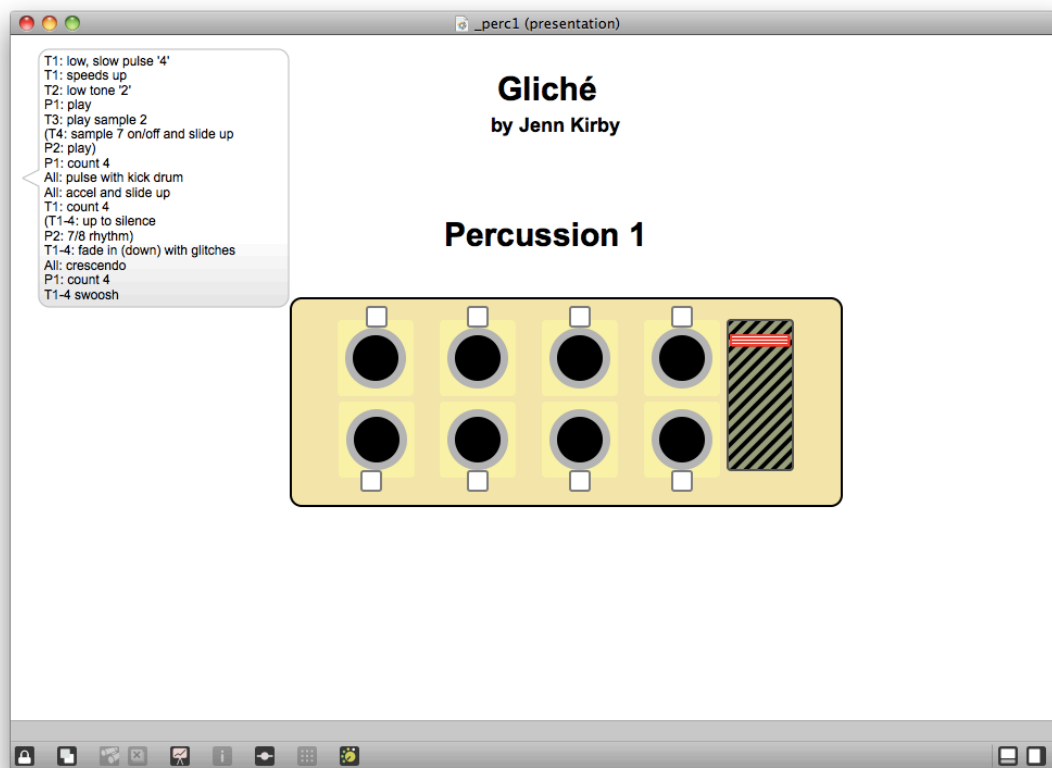 _perc1 (presentation)
T1: low, slow pulse '4'
T1: speeds up
T2: low tone '2'
P1: play
T3: play sample 2
(T4: sample 7 on/off and slide up
P2: play)
P1: count 4
All: pulse with kick drum
All: accel and slide up
T1: count 4
(T1-4: up to silence
P2: 7/8 rhythm)
T1-4: fade in (down) with glitches
All: crescendo
P1: count 4
T1-4 swoosh
Gliché
by Jenn Kirby
Percussion 1